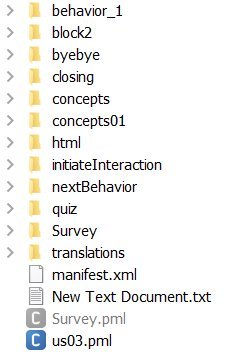 behavior_1
block2
byebye
closing
concepts
concepts01
html
initiateInteraction
nextBehavior
quiz
Survey
translations
manifest.xml
New Text Document.txt
Survey.pml
us03.pml